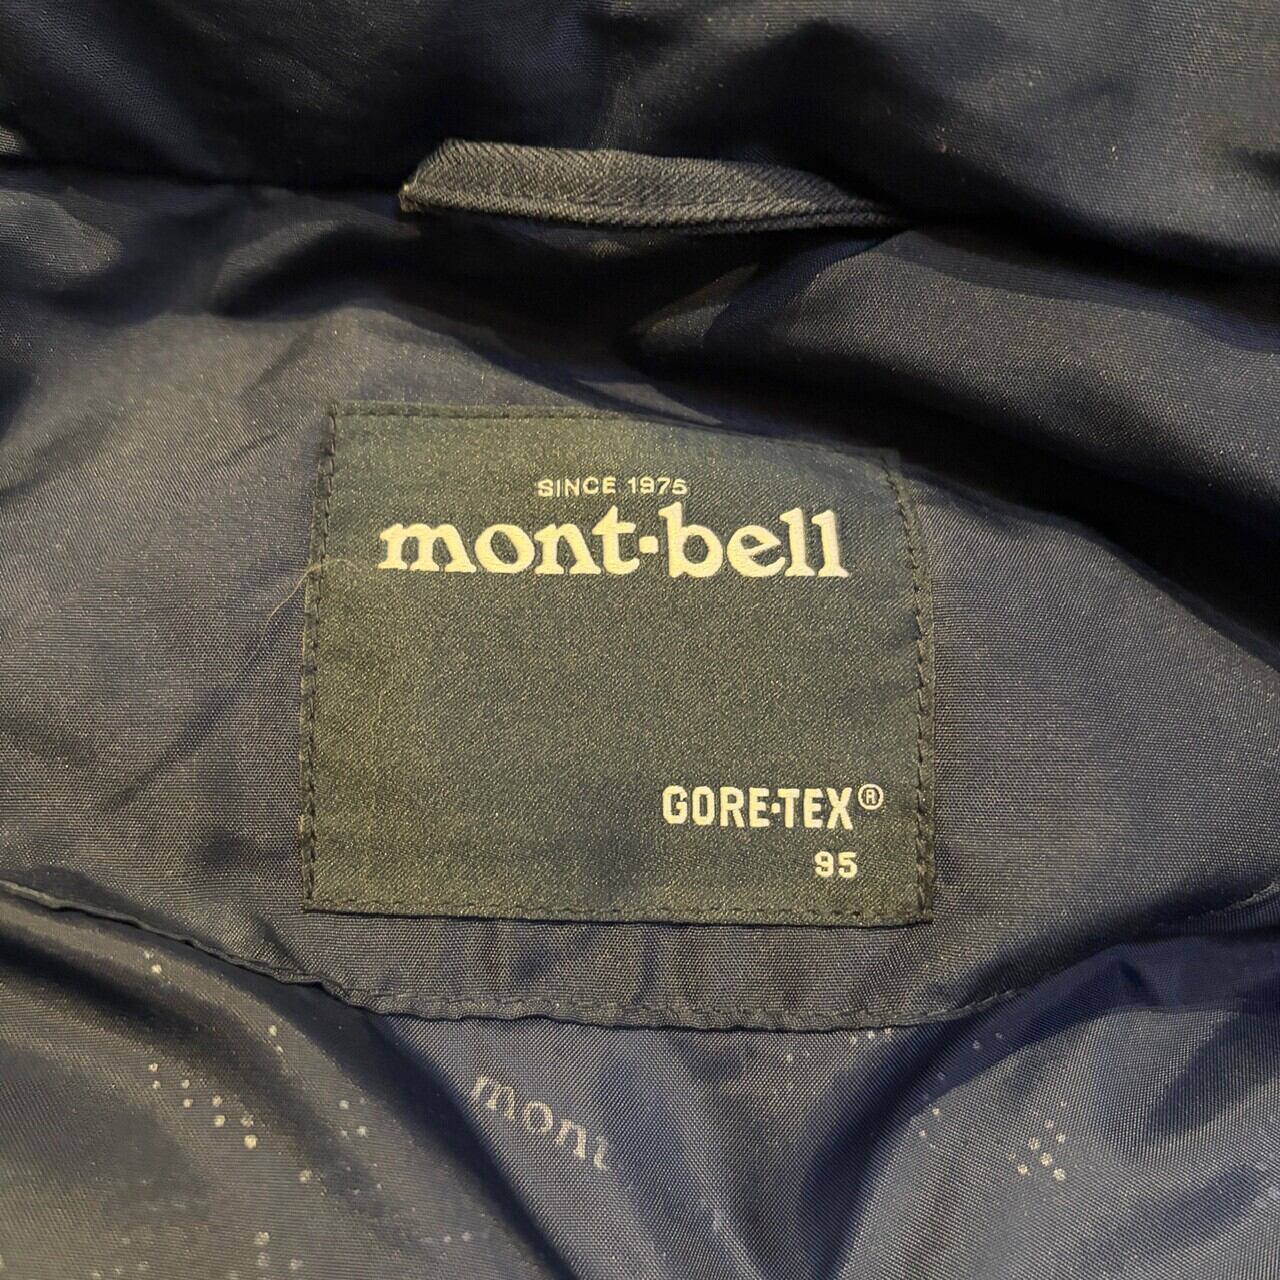 SINCE 1975
mont-bell
GORE-TEX®
95
mont